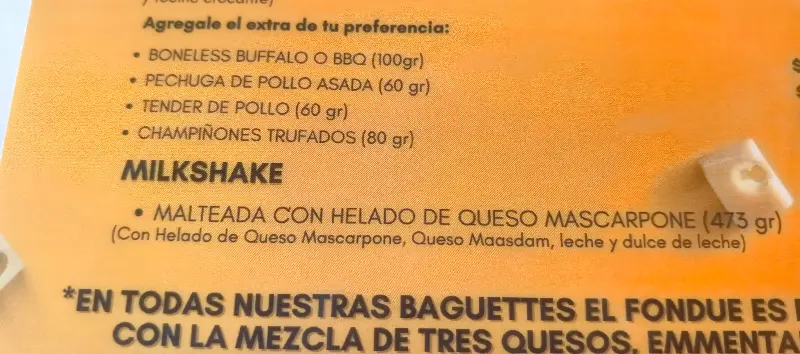 y tocino crocante)
Agregale el extra de tu preferencia:
• BONELESS BUFFALO O BBQ (100gr)
• PECHUGA DE POLLO ASADA (60 gr)
• TENDER DE POLLO (60 gr)
• CHAMPIÑONES TRUFADOS (80 gr)
MILKSHAKE
• MALTEADA CON HELADO DE QUESO MASCARPONE (473 gr)
(Con Helado de Queso Mascarpone, Queso Maasdam, leche y dulce de leche)
*EN TODAS NUESTRAS BAGUETTES EL FONDUE ES
CON LA MEZCLA DE TRES QUESOS, EMMENTA